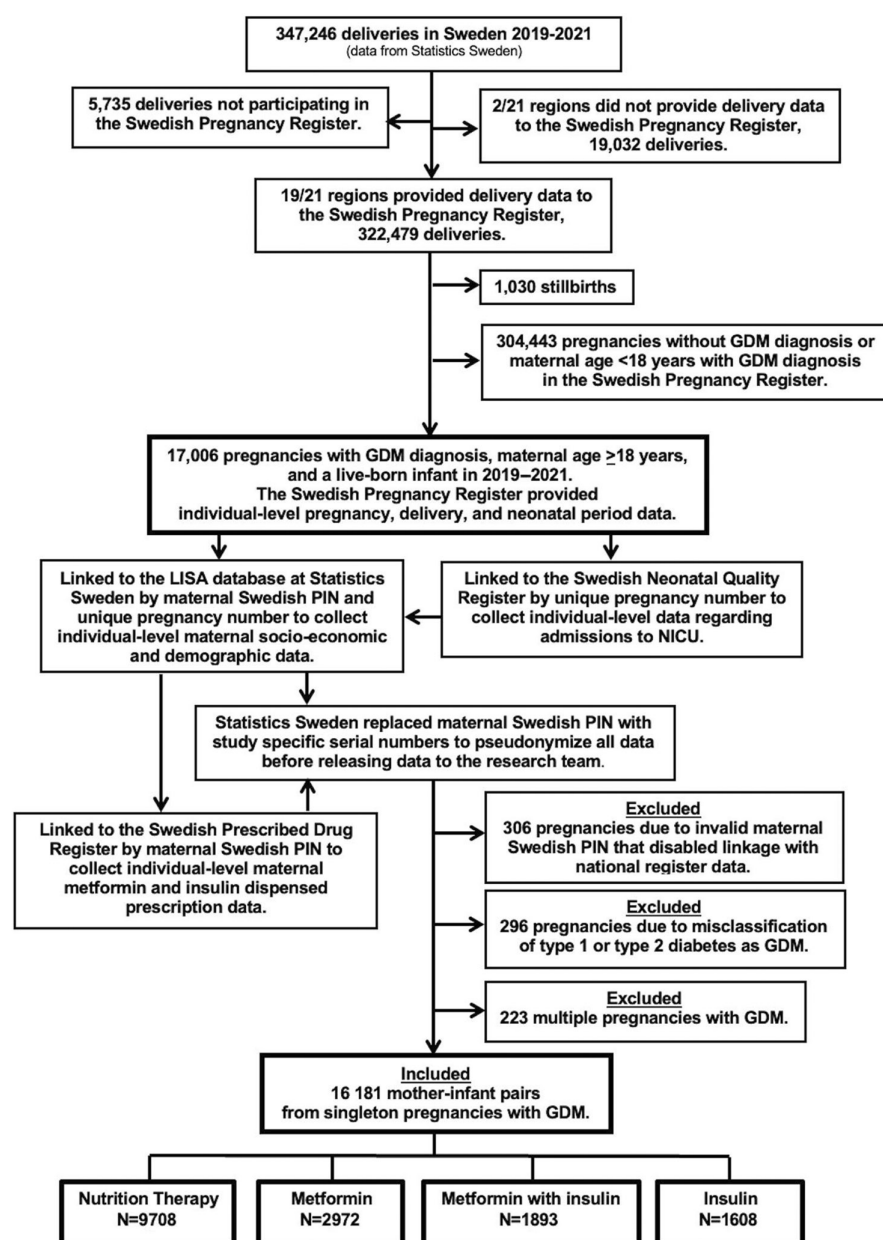 347,246 deliveries in Sweden 2019-2021
(data from Statistics Sweden)
5,735 deliveries not participating in
the Swedish Pregnancy Register.
2/21 regions did not provide delivery data
to the Swedish Pregnancy Register,
19,032 deliveries.
19/21 regions provided delivery data to
the Swedish Pregnancy Register,
322,479 deliveries.
1,030 stillbirths
304,443 pregnancies without GDM diagnosis or
maternal age <18 years with GDM diagnosis
in the Swedish Pregnancy Register.
17,006 pregnancies with GDM diagnosis, maternal age ≥18 years,
and a live-born infant in 2019–2021.
The Swedish Pregnancy Register provided
individual-level pregnancy, delivery, and neonatal period data.
Linked to the LISA database at Statistics
Sweden by maternal Swedish PIN and
unique pregnancy number to collect
individual-level maternal socio-economic
and demographic data.
Linked to the Swedish Neonatal Quality
Register by unique pregnancy number to
collect individual-level data regarding
admissions to NICU.
Statistics Sweden replaced maternal Swedish PIN with
study specific serial numbers to pseudonymize all data
before releasing data to the research team.
Linked to the Swedish Prescribed Drug
Register by maternal Swedish PIN to
collect individual-level maternal
metformin and insulin dispensed
prescription data.
Excluded
306 pregnancies due to invalid maternal
Swedish PIN that disabled linkage with
national register data.
Excluded
296 pregnancies due to misclassification
of type 1 or type 2 diabetes as GDM.
Excluded
223 multiple pregnancies with GDM.
Included
16 181 mother-infant pairs
from singleton pregnancies with GDM.
Nutrition Therapy
N=9708
Metformin
N=2972
Metformin with insulin
N=1893
Insulin
N=1608